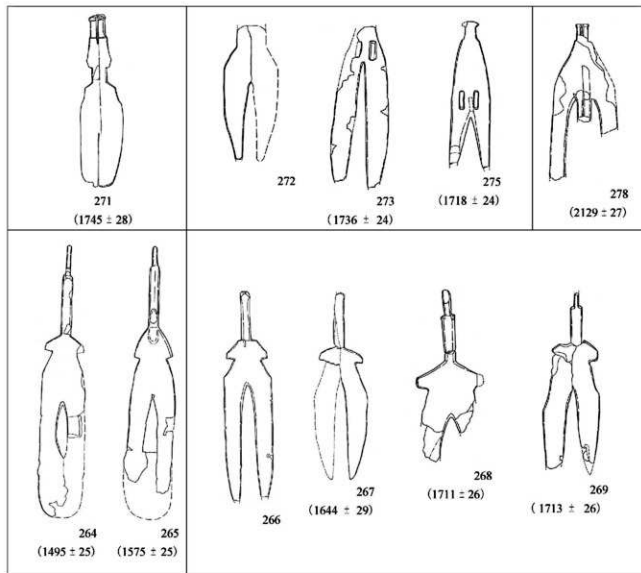 271
(1745 ± 28)
272
273
(1736 ± 24)
275
(1718 ± 24)
278
(2129 ± 27)
264
(1495 ± 25)
265
(1575 ± 25)
266
267
(1644 ± 29)
268
(1711 ± 26)
269
(1713 ± 26)